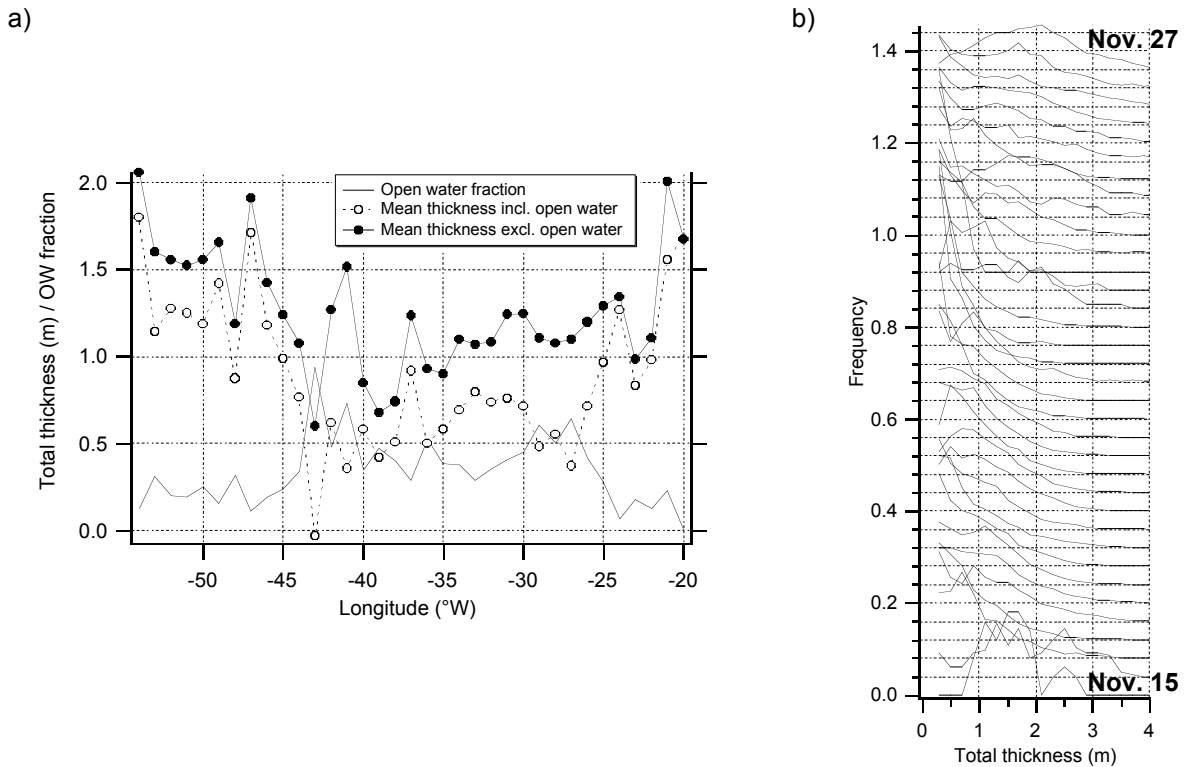 a)
Total thickness (m) / OW fraction
2.0
1.5
1.0
0.5
0.0
Open water fraction
Mean thickness incl. open water
Mean thickness excl. open water
-50
-45
-40
-35
-30
-25
-20
Longitude (°W)
b)
Frequency
1.4
1.2
1.0
0.8
0.6
0.4
0.2
0.0
Nov. 27
Nov. 15
0
1
2
3
4
Total thickness (m)